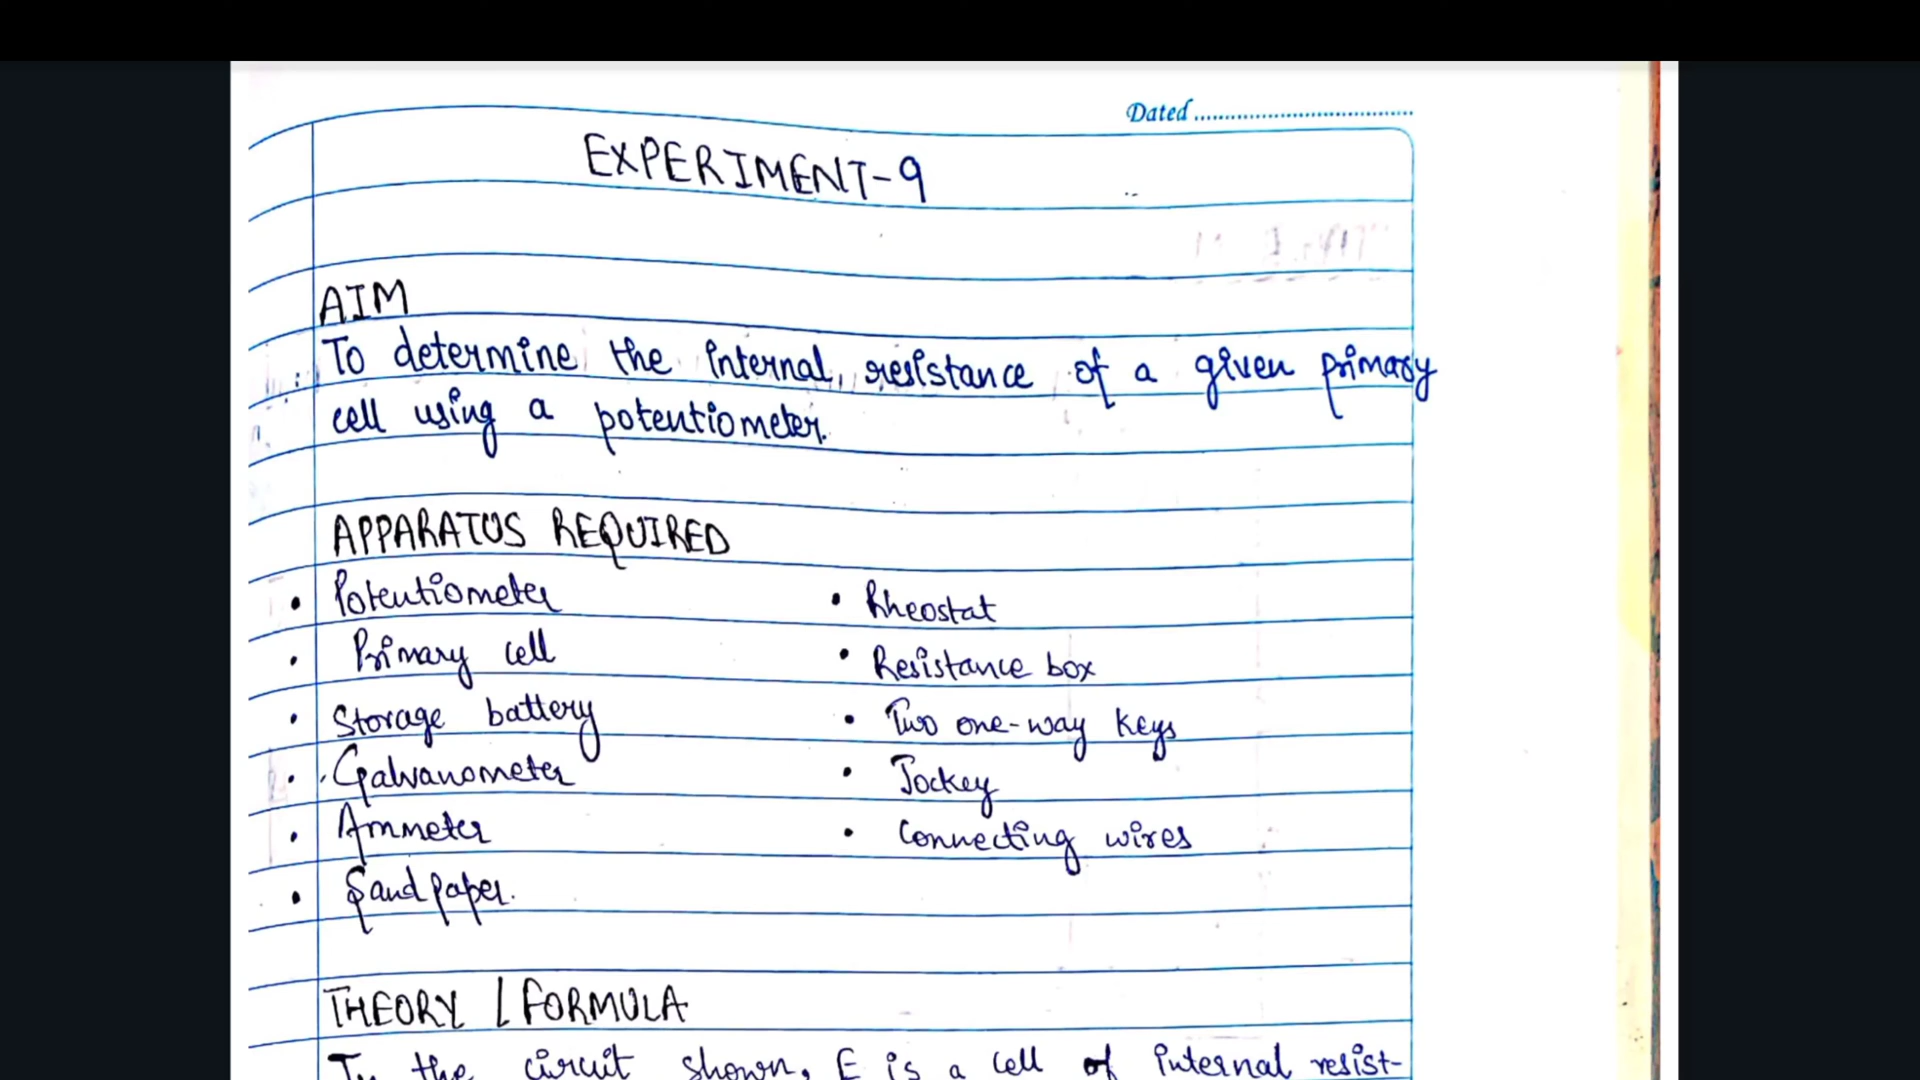 Dated
EXPERIMENT-9
AIM
To determine the internal resistance of a given primary
cell using a potentiometer.
APPARATUS REQUIRED
• Potentiometer • Rheostat
• Primary cell • Resistance box
• Storage battery • Two one-way keys
• Galvanometer • Jockey
• Ammeter • Connecting wires
• Sand paper.
THEORY / FORMULA
In the circuit shown, E is a cell of internal resist-